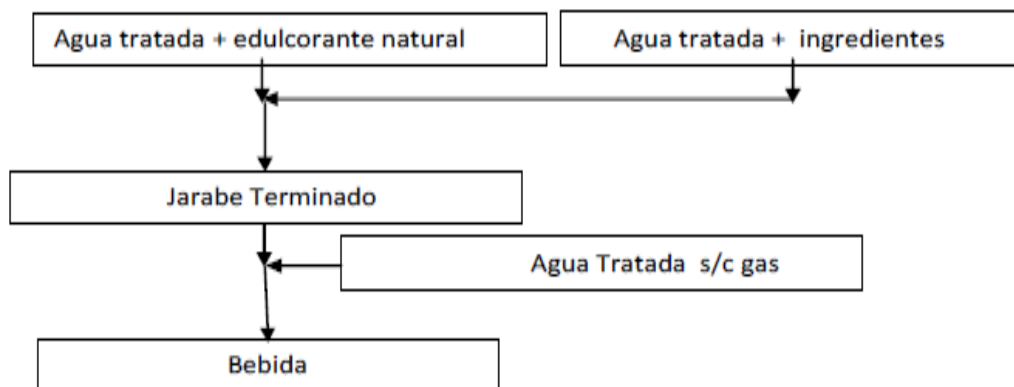 Agua tratada + edulcorante natural
Agua tratada + ingredientes
Jarabe Terminado
Agua Tratada s/c gas
Bebida